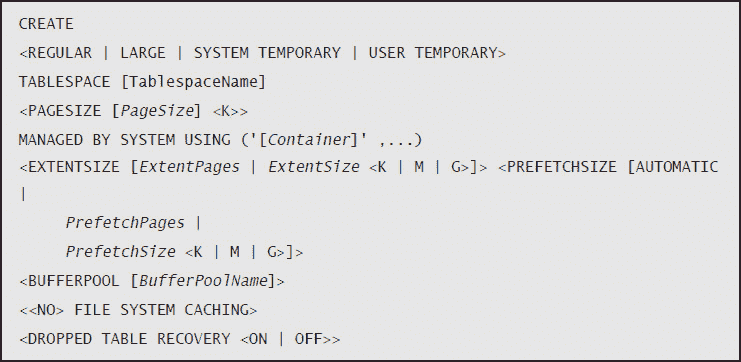 CREATE
<REGULAR | LARGE | SYSTEM TEMPORARY | USER TEMPORARY>
TABLESPACE [TablespaceName]
<PAGESIZE [PageSize] <K>>
MANAGED BY SYSTEM USING ('[Container]' ,...)
<EXTENTSIZE [ExtentPages | ExtentSize <K | M | G>]> <PREFETCHSIZE [AUTOMATIC
|
PrefetchPages |
PrefetchSize <K | M | G>]>
<BUFFERPOOL [BufferPoolName]>
<<NO> FILE SYSTEM CACHING>
<DROPPED TABLE RECOVERY <ON | OFF>>